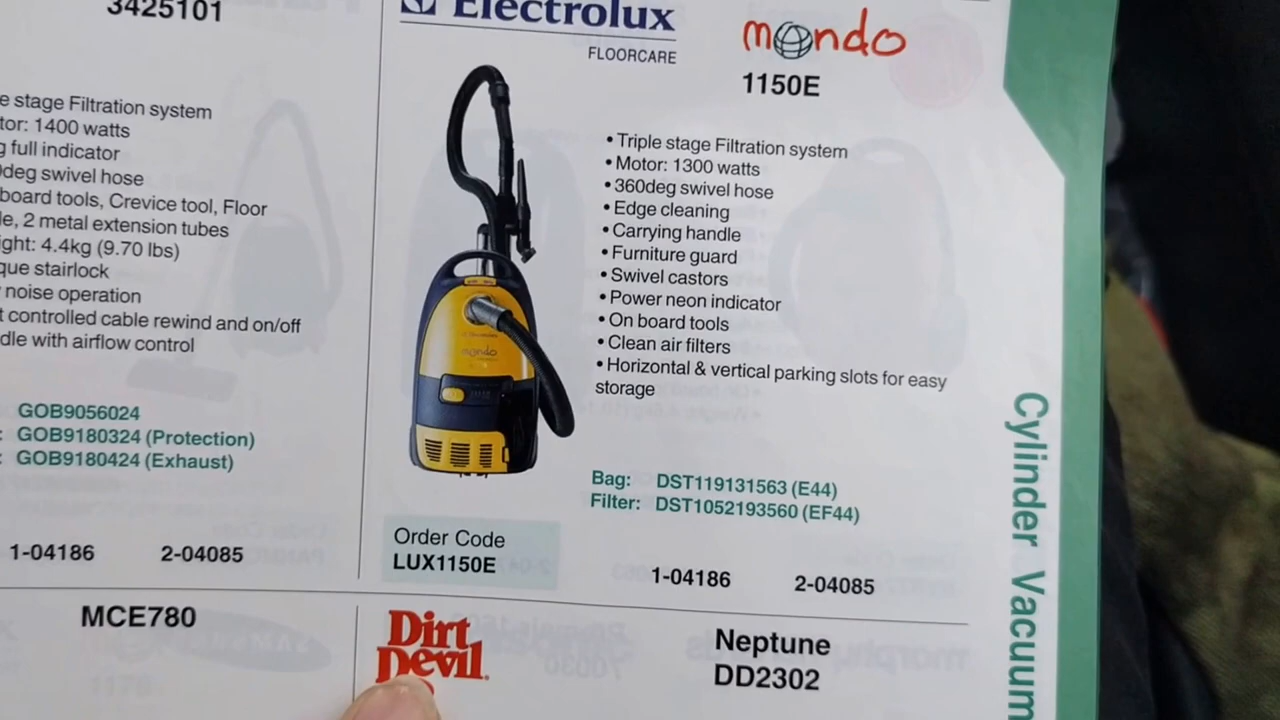 3425101
e stage Filtration system
tor: 1400 watts
g full indicator
deg swivel hose
board tools, Crevice tool, Floor
le, 2 metal extension tubes
ight: 4.4kg (9.70 lbs)
que stairlock
noise operation
t controlled cable rewind and on/off
dle with airflow control
GOB9056024
: GOB9180324 (Protection)
: GOB9180424 (Exhaust)
1-04186 2-04085
MCE780
Electrolux
FLOORCARE
mondo
1150E
• Triple stage Filtration system
• Motor: 1300 watts
• 360deg swivel hose
• Edge cleaning
• Carrying handle
• Furniture guard
• Swivel castors
• Power neon indicator
• On board tools
• Clean air filters
• Horizontal & vertical parking slots for easy
storage
mondo
Bag: DST119131563 (E44)
Filter: DST1052193560 (EF44)
Order Code
LUX1150E
1-04186 2-04085
Dirt
Devil
Neptune
DD2302
Cylinder Vacuum